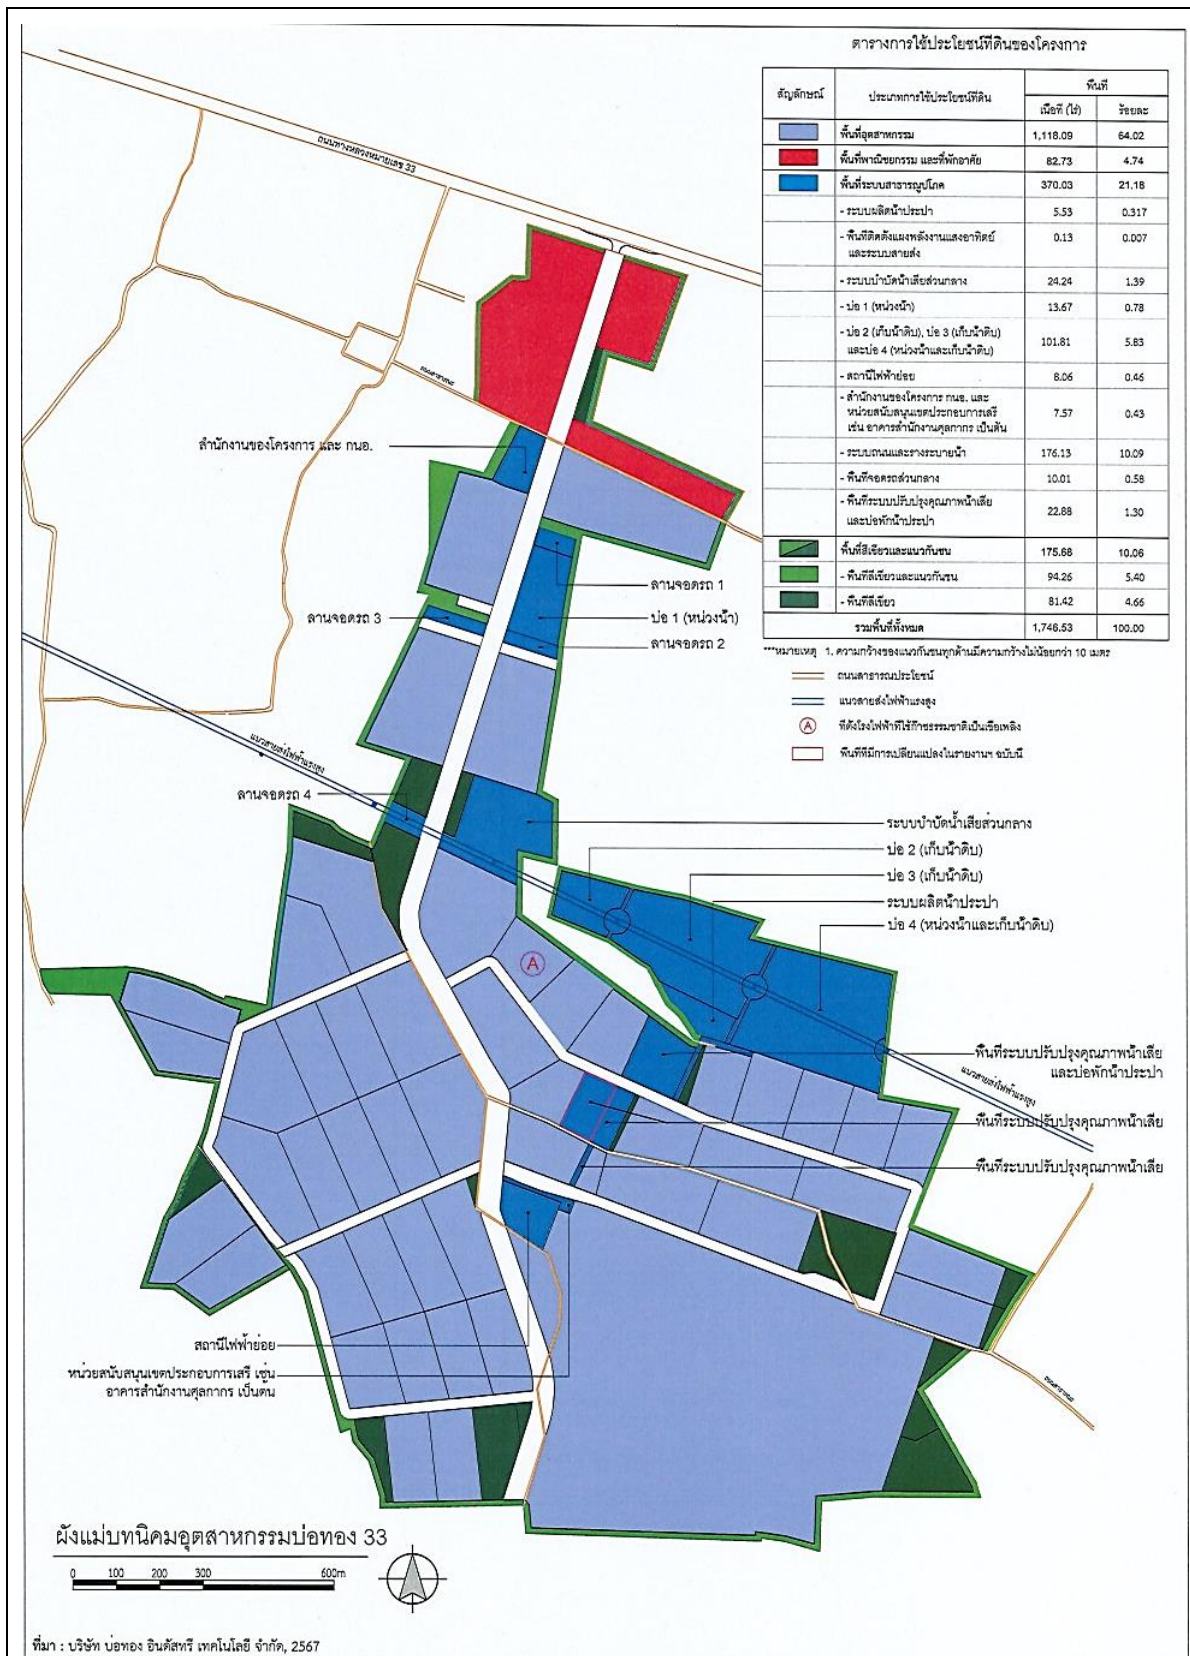 ตารางการใช้ประโยชน์ที่ดินของโครงการ
สัญลักษณ์
ประเภทการใช้ประโยชน์ที่ดิน
พื้นที่
เนื้อที่ (ไร่)
ร้อยละ
พื้นที่อุตสาหกรรม 1,118.09 64.02
พื้นที่พาณิชยกรรม และที่พักอาศัย 82.73 4.74
พื้นที่ระบบสาธารณูปโภค 370.03 21.18
- ระบบผลิตน้ำประปา 5.53 0.317
- พื้นที่ติดตั้งแผงพลังงานแสงอาทิตย์ 0.13 0.007
และระบบสายส่ง
- ระบบบำบัดน้ำเสียส่วนกลาง 24.24 1.39
- บ่อ 1 (หน่วงน้ำ) 13.67 0.78
- บ่อ 2 (เก็บน้ำดิบ), บ่อ 3 (เก็บน้ำดิบ) 101.81 5.83
และบ่อ 4 (หน่วงน้ำและเก็บน้ำดิบ)
- สถานีไฟฟ้าย่อย 8.06 0.46
- สำนักงานของโครงการ กนอ. และ
หน่วยสนับสนุนเขตประกอบการเสรี 7.57 0.43
เช่น อาคารสำนักงานศุลกากร เป็นต้น
- ระบบถนนและรางระบายน้ำ 176.13 10.09
- พื้นที่จอดรถส่วนกลาง 10.01 0.58
- พื้นที่ระบบปรับปรุงคุณภาพน้ำเสีย 22.88 1.30
และบ่อพักน้ำประปา
พื้นที่สีเขียวและแนวกันชน 175.68 10.06
- พื้นที่สีเขียวและแนวกันชน 94.26 5.40
- พื้นที่สีเขียว 81.42 4.66
รวมพื้นที่ทั้งหมด 1,746.53 100.00
***หมายเหตุ 1. ความกว้างของแนวกันชนทุกด้านมีความกว้างไม่น้อยกว่า 10 เมตร
ถนนสาธารณประโยชน์
แนวสายส่งไฟฟ้าแรงสูง
A ที่ตั้งโรงไฟฟ้าที่ใช้ก๊าซธรรมชาติเป็นเชื้อเพลิง
พื้นที่ที่มีการเปลี่ยนแปลงในรายงานฯ ฉบับนี้
ถนนทางหลวงหมายเลข 33
สำนักงานของโครงการ และ กนอ.
ลานจอดรถ 1
ลานจอดรถ 3
บ่อ 1 (หน่วงน้ำ)
ลานจอดรถ 2
แนวสายส่งไฟฟ้าแรงสูง
ลานจอดรถ 4
ระบบบำบัดน้ำเสียส่วนกลาง
บ่อ 2 (เก็บน้ำดิบ)
บ่อ 3 (เก็บน้ำดิบ)
ระบบผลิตน้ำประปา
บ่อ 4 (หน่วงน้ำและเก็บน้ำดิบ)
A
พื้นที่ระบบปรับปรุงคุณภาพน้ำเสีย
และบ่อพักน้ำประปา
แนวสายส่งไฟฟ้าแรงสูง
พื้นที่ระบบปรับปรุงคุณภาพน้ำเสีย
พื้นที่ระบบปรับปรุงคุณภาพน้ำเสีย
สถานีไฟฟ้าย่อย
หน่วยสนับสนุนเขตประกอบการเสรี เช่น
อาคารสำนักงานศุลกากร เป็นต้น
ผังแม่บทนิคมอุตสาหกรรมบ่อทอง 33
0 100 200 300 600m
ที่มา : บริษัท บ่อทอง อินดัสทรี เทคโนโลยี จำกัด, 2567